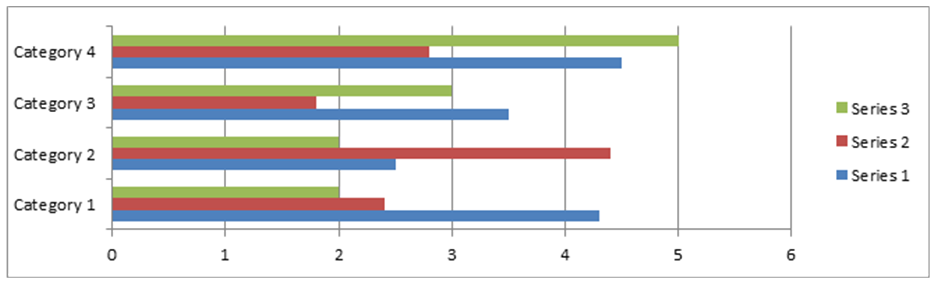 Category 4
Category 3
Category 2
Category 1
0 1 2 3 4 5 6
Series 3
Series 2
Series 1